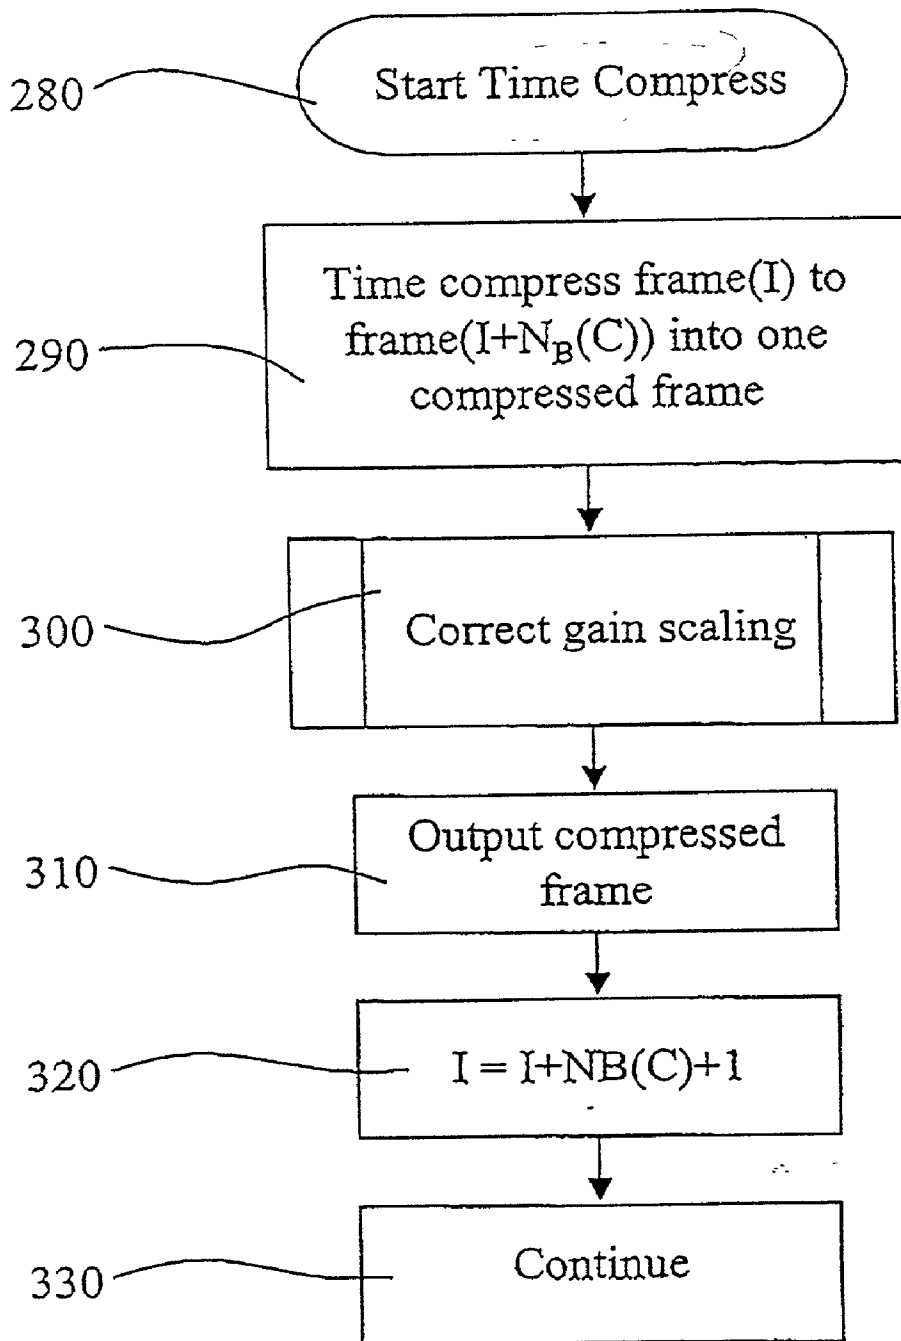 280
Start Time Compress
290
Time compress frame(I) to
frame(I+N_B(C)) into one
compressed frame
300
Correct gain scaling
310
Output compressed
frame
320
I = I+NB(C)+1
330
Continue